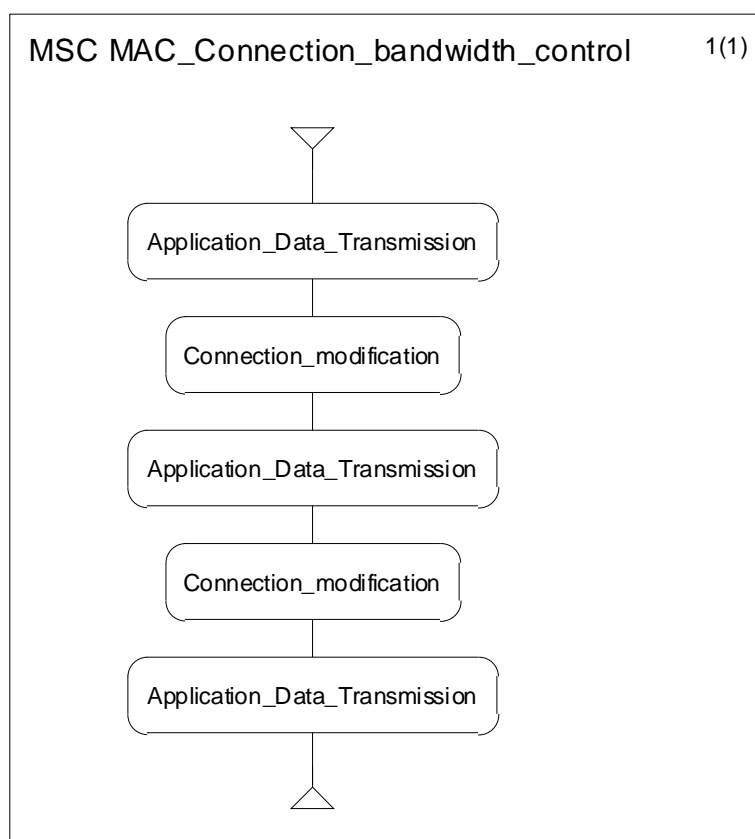 MSC MAC_Connection_bandwidth_control 1(1)
Application_Data_Transmission
Connection_modification
Application_Data_Transmission
Connection_modification
Application_Data_Transmission